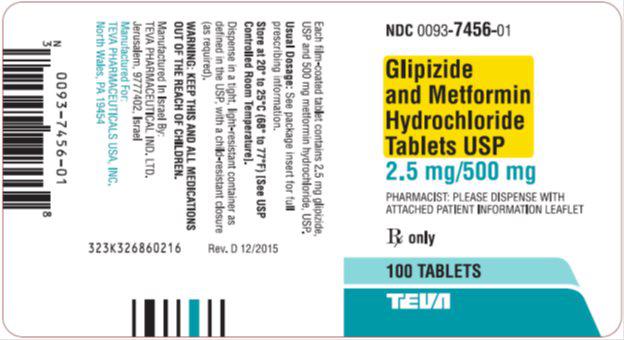 Each film-coated tablet contains 2.5 mg glipizide,
USP and 500 mg metformin hydrochloride, USP.
Usual Dosage: See package insert for full
prescribing information.
Store at 20° to 25°C (68° to 77°F) [See USP
Controlled Room Temperature].
Dispense in a tight, light-resistant container as
defined in the USP, with a child-resistant closure
(as required).
WARNING: KEEP THIS AND ALL MEDICATIONS
OUT OF THE REACH OF CHILDREN.
Manufactured In Israel By:
TEVA PHARMACEUTICAL IND. LTD.
Jerusalem, 9777402, Israel
Manufactured For:
TEVA PHARMACEUTICALS USA, INC.
North Wales, PA 19454
N
3 0093-7456-01 8
323K326860216
Rev. D 12/2015
NDC 0093-7456-01
Glipizide
and Metformin
Hydrochloride
Tablets USP
2.5 mg/500 mg
PHARMACIST: PLEASE DISPENSE WITH
ATTACHED PATIENT INFORMATION LEAFLET
Rx only
100 TABLETS
TEVA